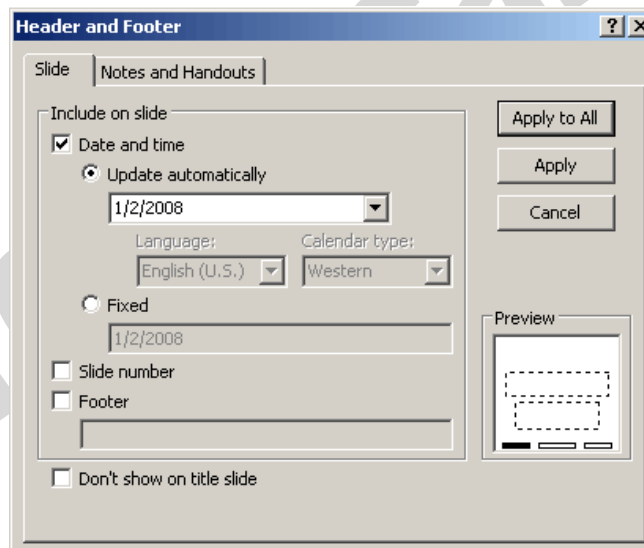 Header and Footer
Slide
Notes and Handouts
Include on slide
Date and time
Update automatically
1/2/2008
Language:
Calendar type:
English (U.S.)
Western
Fixed
1/2/2008
Slide number
Footer
Don't show on title slide
Apply to All
Apply
Cancel
Preview